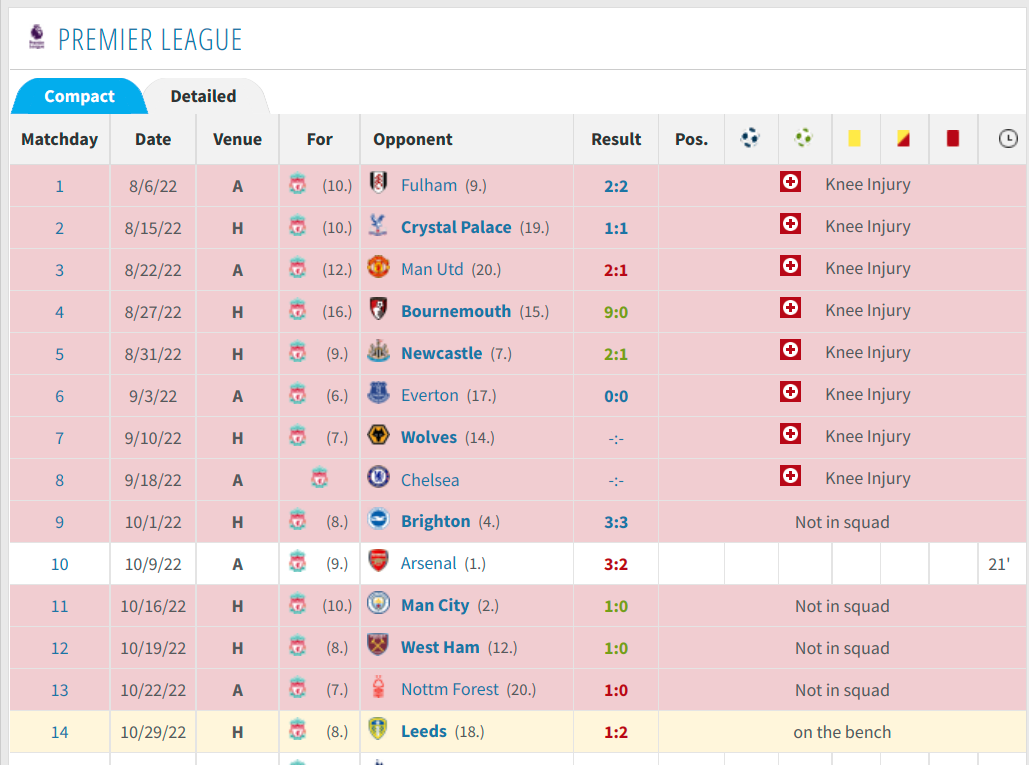 PREMIER LEAGUE
Compact Detailed
Matchday Date Venue For Opponent Result Pos.
1 8/6/22 A (10.) Fulham (9.) 2:2 Knee Injury
2 8/15/22 H (10.) Crystal Palace (19.) 1:1 Knee Injury
3 8/22/22 A (12.) Man Utd (20.) 2:1 Knee Injury
4 8/27/22 H (16.) Bournemouth (15.) 9:0 Knee Injury
5 8/31/22 H (9.) Newcastle (7.) 2:1 Knee Injury
6 9/3/22 A (6.) Everton (17.) 0:0 Knee Injury
7 9/10/22 H (7.) Wolves (14.) -:- Knee Injury
8 9/18/22 A Chelsea -:- Knee Injury
9 10/1/22 H (8.) Brighton (4.) 3:3 Not in squad
10 10/9/22 A (9.) Arsenal (1.) 3:2 21'
11 10/16/22 H (10.) Man City (2.) 1:0 Not in squad
12 10/19/22 H (8.) West Ham (12.) 1:0 Not in squad
13 10/22/22 A (7.) Nottm Forest (20.) 1:0 Not in squad
14 10/29/22 H (8.) Leeds (18.) 1:2 on the bench